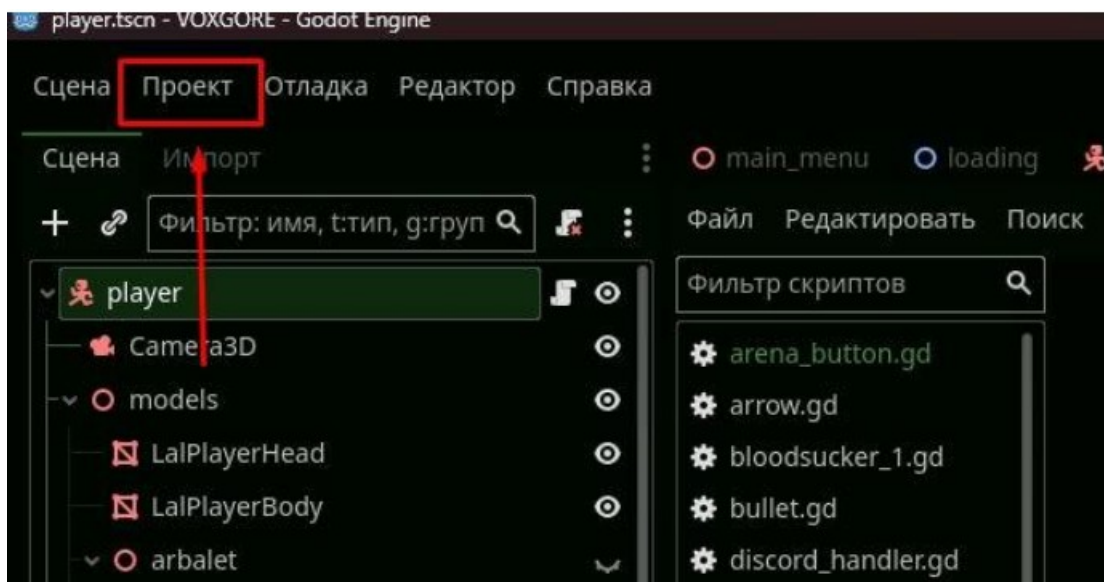 player.tscn - VOXGORE - Godot Engine
Сцена Проект Отладка Редактор Справка
Сцена Импорт
main_menu loading
Фильтр: имя, t:тип, g:груп
Файл Редактировать Поиск
player
Фильтр скриптов
Camera3D
arena_button.gd
models
arrow.gd
LalPlayerHead
bloodsucker_1.gd
LalPlayerBody
bullet.gd
arbalet
discord_handler.gd